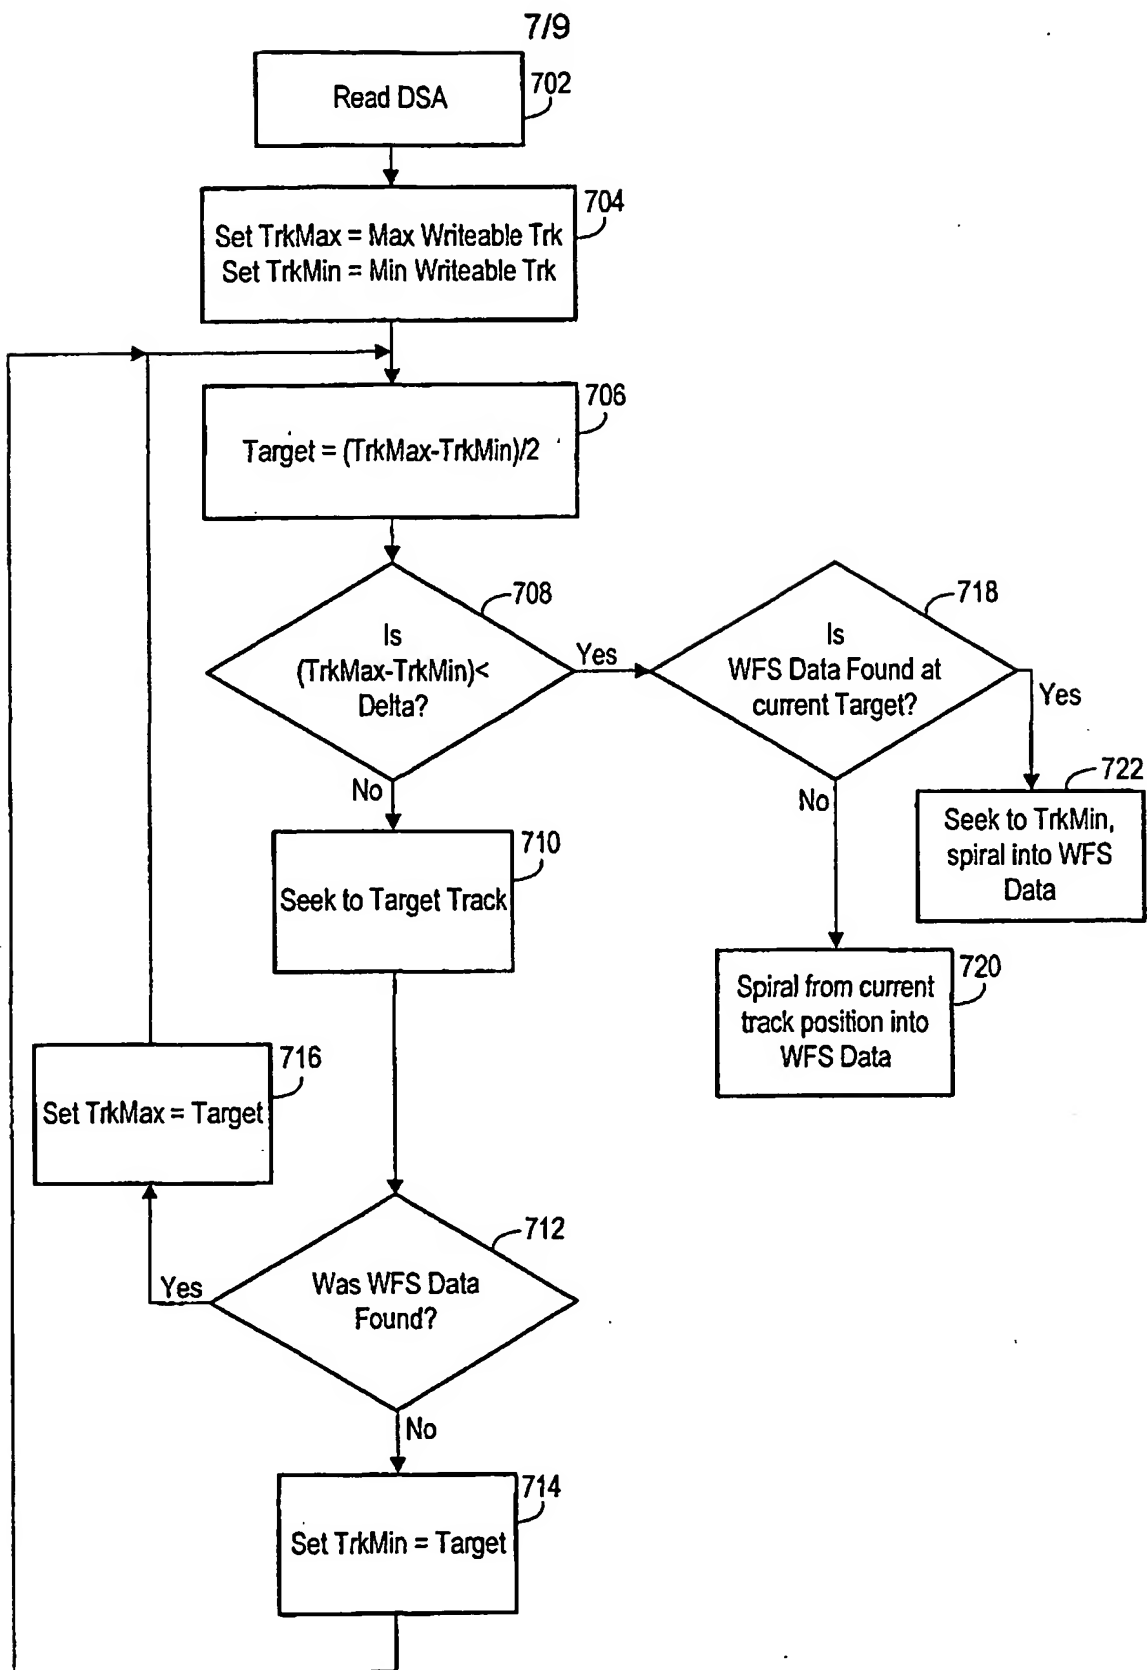 7/9
Read DSA
702
704
Set TrkMax = Max Writeable Trk
Set TrkMin = Min Writeable Trk
706
Target = (TrkMax-TrkMin)/2
708
Is
(TrkMax-TrkMin)<
Delta?
Yes
No
718
Is
WFS Data Found at
current Target?
Yes
No
722
Seek to TrkMin,
spiral into WFS
Data
710
Seek to Target Track
720
Spiral from current
track position into
WFS Data
716
Set TrkMax = Target
712
Was WFS Data
Found?
Yes
No
714
Set TrkMin = Target